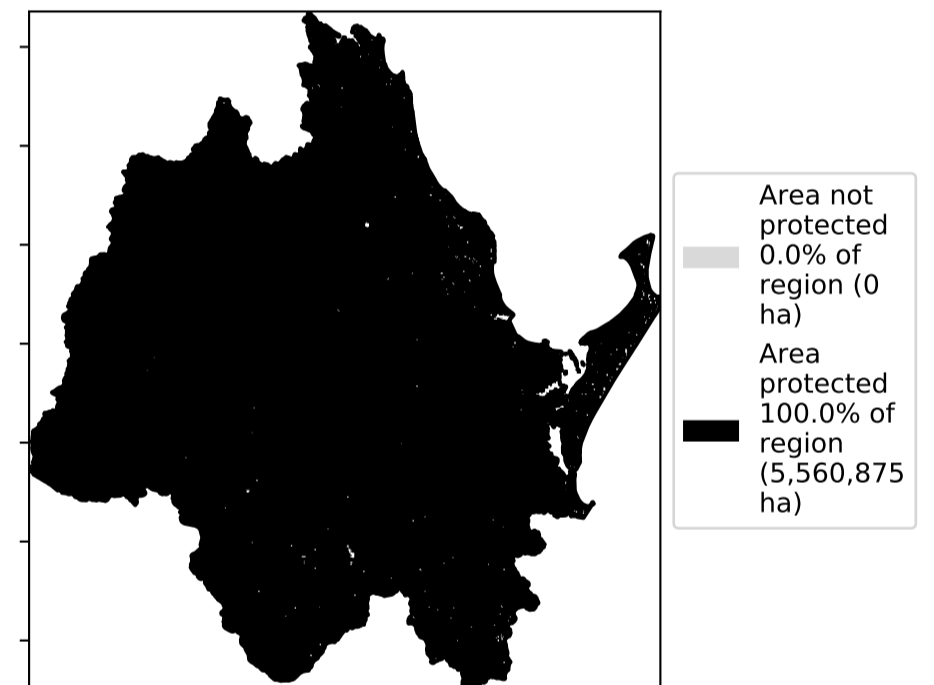 Area not
protected
0.0% of
region (0
ha)
Area
protected
100.0% of
region
(5,560,875
ha)